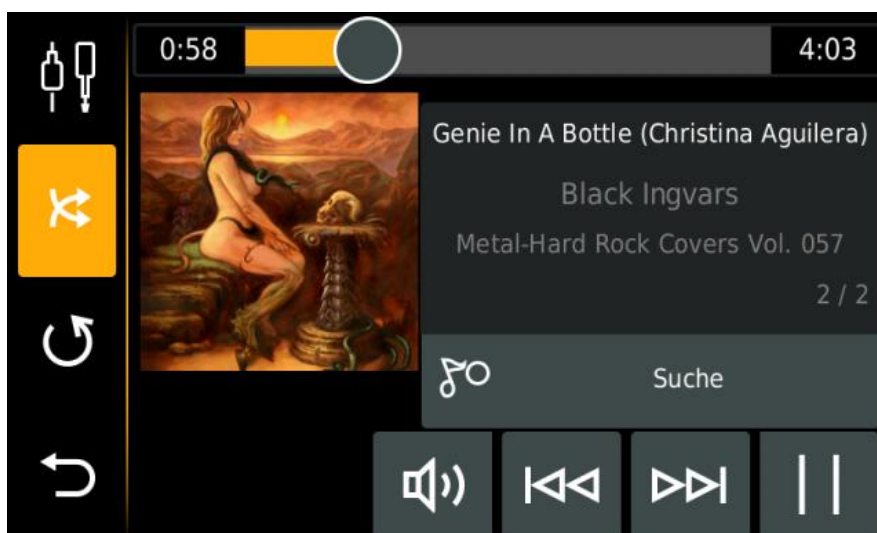 0:58
4:03
Genie In A Bottle (Christina Aguilera)
Black Ingvars
Metal-Hard Rock Covers Vol. 057
2 / 2
Suche